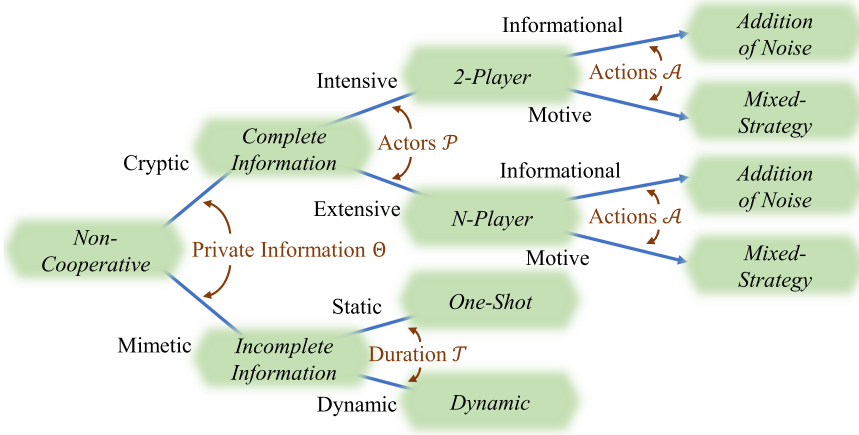 Informational
Addition
of Noise
Intensive
2-Player
Actions 𝒜
Motive
Mixed-
Strategy
Cryptic
Complete
Information
Actors 𝒫
Informational
Addition
of Noise
Extensive
N-Player
Actions 𝒜
Motive
Mixed-
Strategy
Non-
Cooperative
Private Information Θ
Static
One-Shot
Mimetic
Incomplete
Information
Duration 𝒯
Dynamic
Dynamic